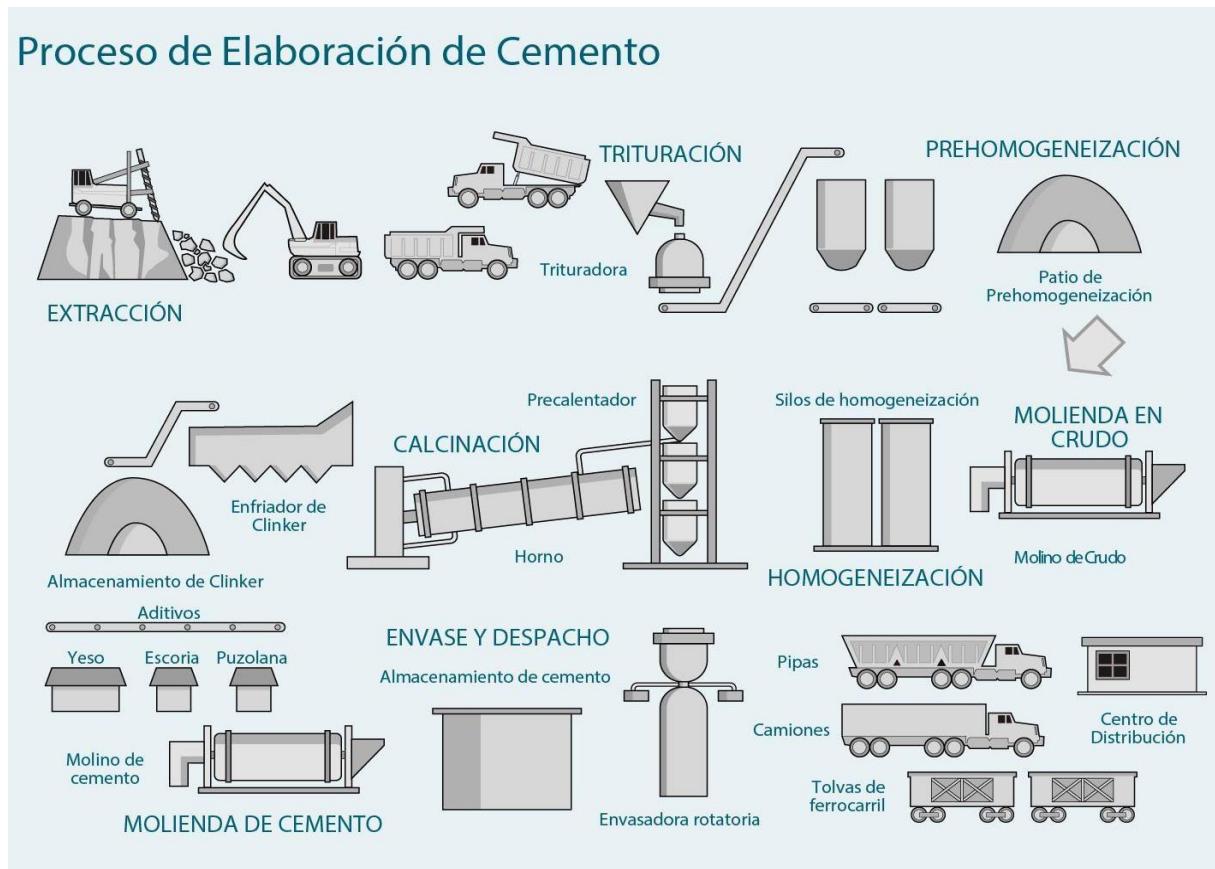 Proceso de Elaboración de Cemento
TRITURACIÓN
PREHOMOGENEIZACIÓN
Trituradora
Patio de
Prehomogeneización
EXTRACCIÓN
Precalentador
Silos de homogeneización
MOLIENDA EN
CRUDO
CALCINACIÓN
Enfriador de
Clinker
Horno
Molino de Crudo
HOMOGENEIZACIÓN
Almacenamiento de Clinker
Aditivos
Yeso
Escoria
Puzolana
ENVASE Y DESPACHO
Almacenamiento de cemento
Pipas
Camiones
Centro de
Distribución
Molino de
cemento
Tolvas de
ferrocarril
Envasadora rotatoria
MOLIENDA DE CEMENTO